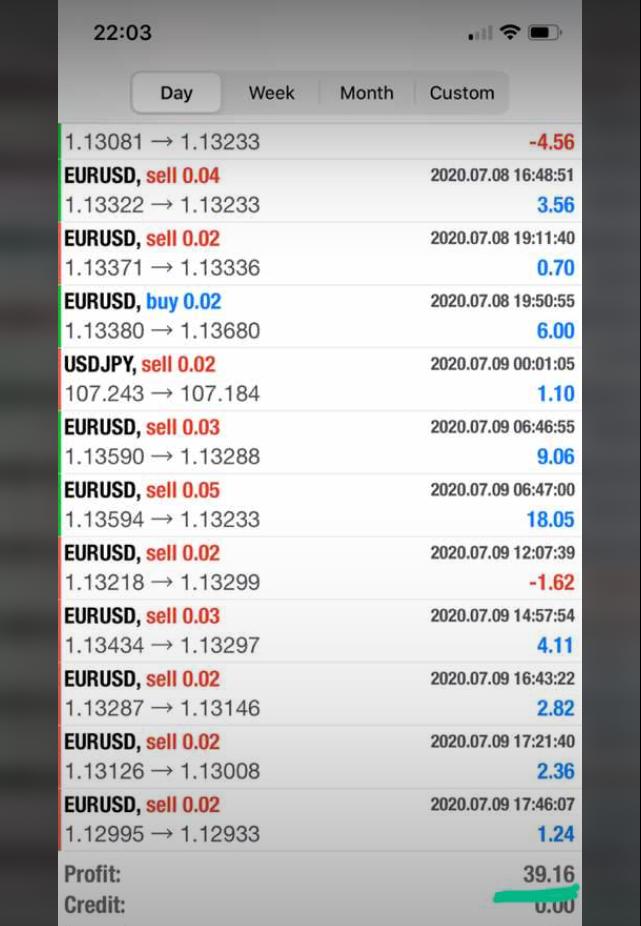 22:03
Day Week Month Custom
1.13081 → 1.13233 -4.56
EURUSD, sell 0.04 2020.07.08 16:48:51
1.13322 → 1.13233 3.56
EURUSD, sell 0.02 2020.07.08 19:11:40
1.13371 → 1.13336 0.70
EURUSD, buy 0.02 2020.07.08 19:50:55
1.13380 → 1.13680 6.00
USDJPY, sell 0.02 2020.07.09 00:01:05
107.243 → 107.184 1.10
EURUSD, sell 0.03 2020.07.09 06:46:55
1.13590 → 1.13288 9.06
EURUSD, sell 0.05 2020.07.09 06:47:00
1.13594 → 1.13233 18.05
EURUSD, sell 0.02 2020.07.09 12:07:39
1.13218 → 1.13299 -1.62
EURUSD, sell 0.03 2020.07.09 14:57:54
1.13434 → 1.13297 4.11
EURUSD, sell 0.02 2020.07.09 16:43:22
1.13287 → 1.13146 2.82
EURUSD, sell 0.02 2020.07.09 17:21:40
1.13126 → 1.13008 2.36
EURUSD, sell 0.02 2020.07.09 17:46:07
1.12995 → 1.12933 1.24
Profit: 39.16
Credit: 0.00